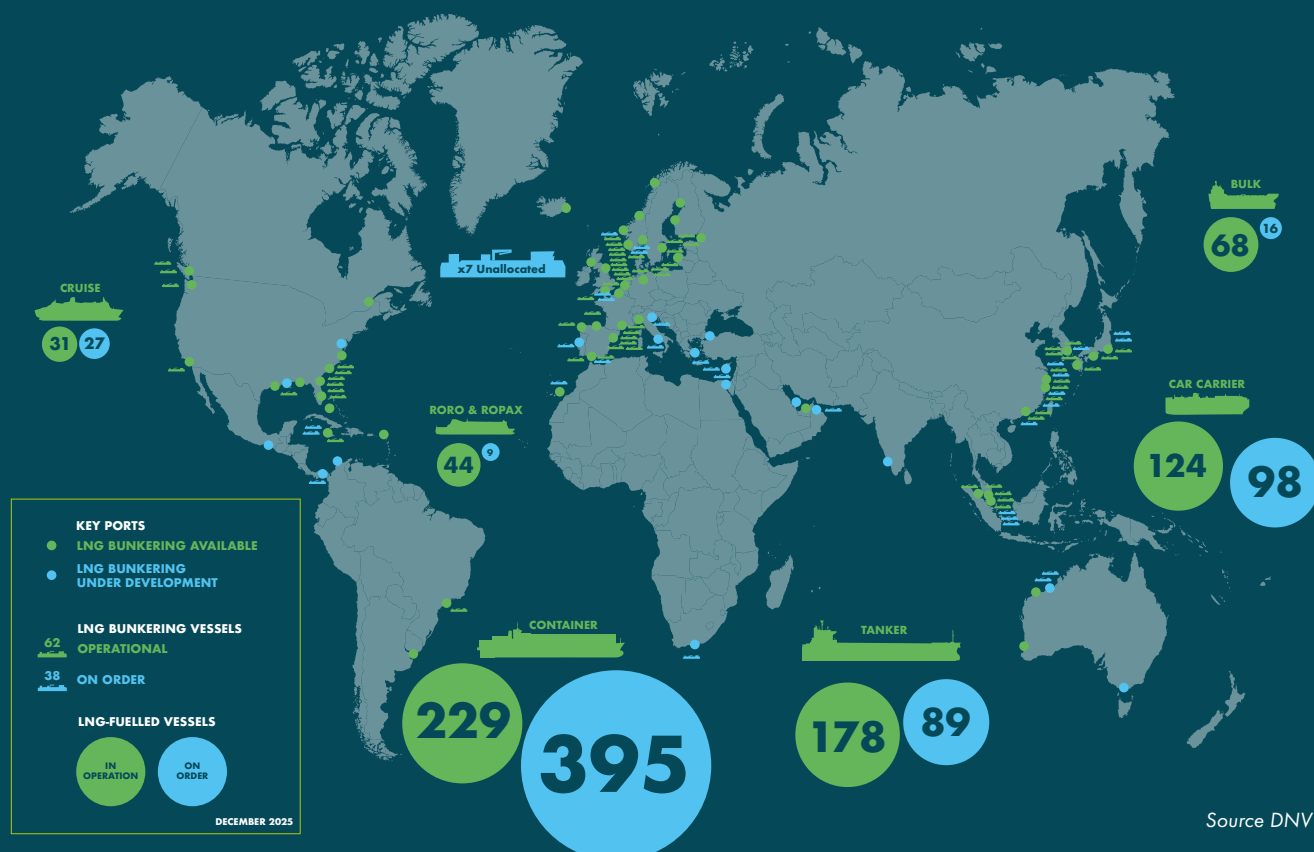 BULK
68
16
x7 Unallocated
CRUISE
31
27
CAR CARRIER
124
98
RORO & ROPAX
44
9
KEY PORTS
LNG BUNKERING AVAILABLE
LNG BUNKERING
UNDER DEVELOPMENT
LNG BUNKERING VESSELS
62
OPERATIONAL
38
ON ORDER
LNG-FUELLED VESSELS
IN
OPERATION
ON
ORDER
DECEMBER 2025
CONTAINER
229
395
TANKER
178
89
Source DNV